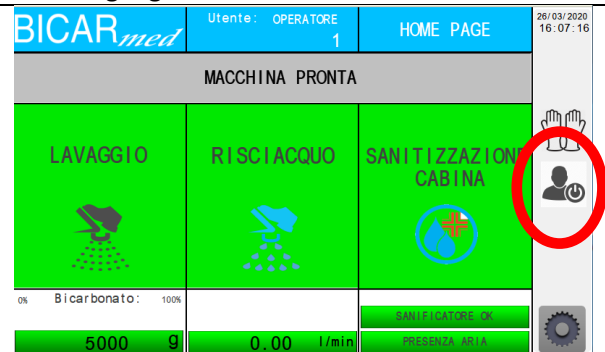 BICARmed
Utente: OPERATORE
1
HOME PAGE
26/03/2020
16:07:16
MACCHINA PRONTA
LAVAGGIO
RISCIACQUO
SANITIZZAZIONE
CABINA
0% Bicarbonato: 100%
5000 g
0.00 l/min
SANIFICATORE OK
PRESENZA ARIA